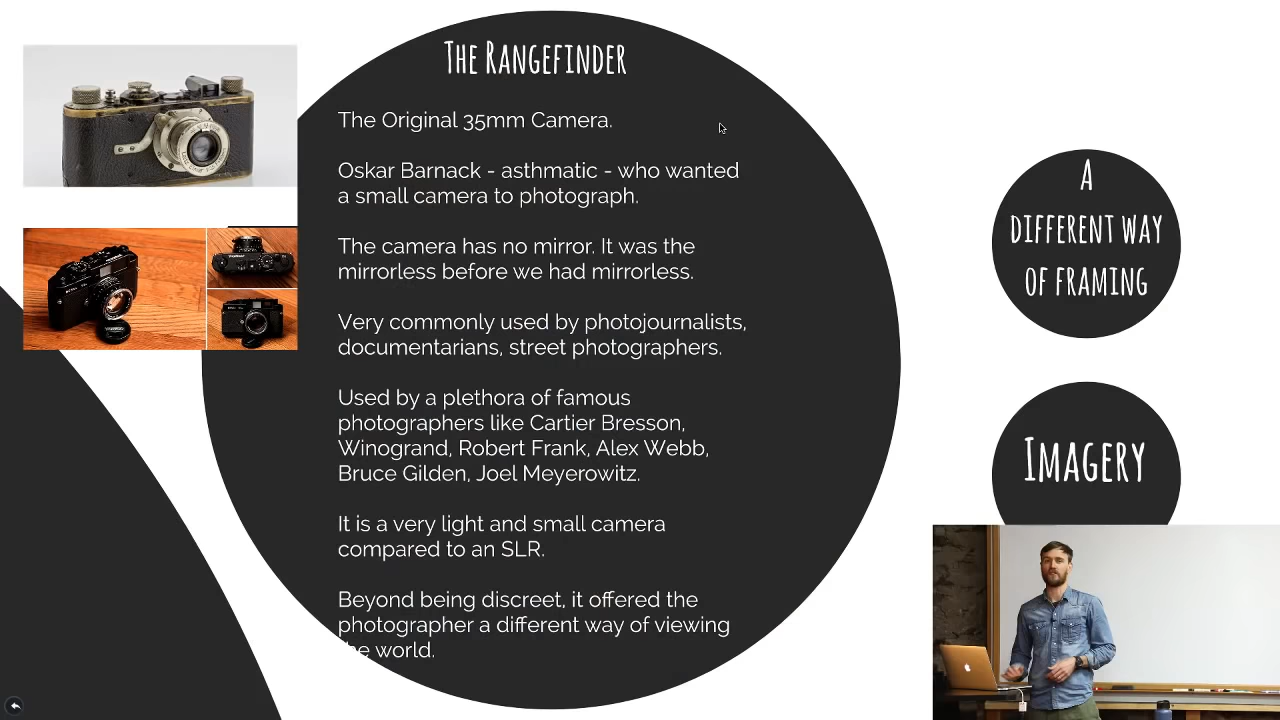 The Rangefinder
The Original 35mm Camera.
Oskar Barnack - asthmatic - who wanted
a small camera to photograph.
The camera has no mirror. It was the
mirrorless before we had mirrorless.
Very commonly used by photojournalists,
documentarians, street photographers.
Used by a plethora of famous
photographers like Cartier Bresson,
Winogrand, Robert Frank, Alex Webb,
Bruce Gilden, Joel Meyerowitz.
It is a very light and small camera
compared to an SLR.
Beyond being discreet, it offered the
photographer a different way of viewing
the world.
A
different way
of framing
Imagery